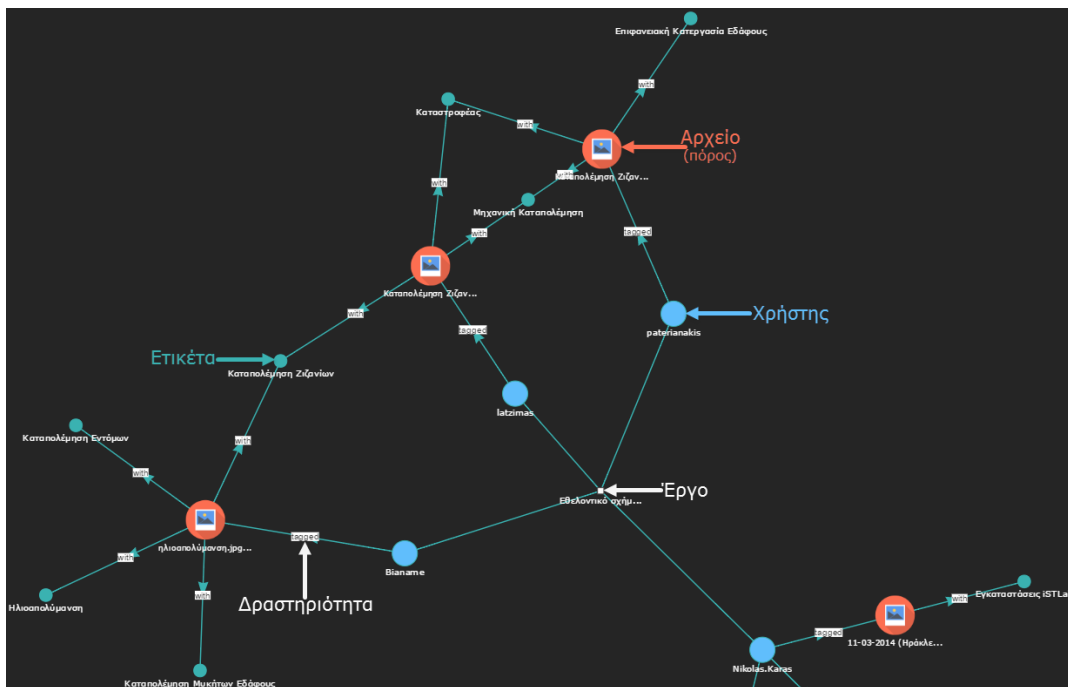 Επιφανειακή Κατεργασία Εδάφους
with
Καταστροφέας
with
Αρχείο
(πόρος)
with
Καταπολέμηση Ζιζαν...
with
Μηχανική Καταπολέμηση
tagged
with
Καταπολέμηση Ζιζαν...
with
Χρήστης
tagged
paterianakis
Ετικέτα
Καταπολέμηση Ζιζανίων
latzimas
Καταπολέμηση Εντόμων
with
with
Έργο
Εθελοντικό σχήμ...
tagged
ηλιοαπολύμανση.jpg...
with
Bianame
Εγκαταστάσεις iSTLa
with
with
Ηλιοαπολύμανση
Δραστηριότητα
tagged
11-03-2014 (Ηράκλε...
Nikolas.Karas
Καταπολέμηση Μυκήτων Εδάφους